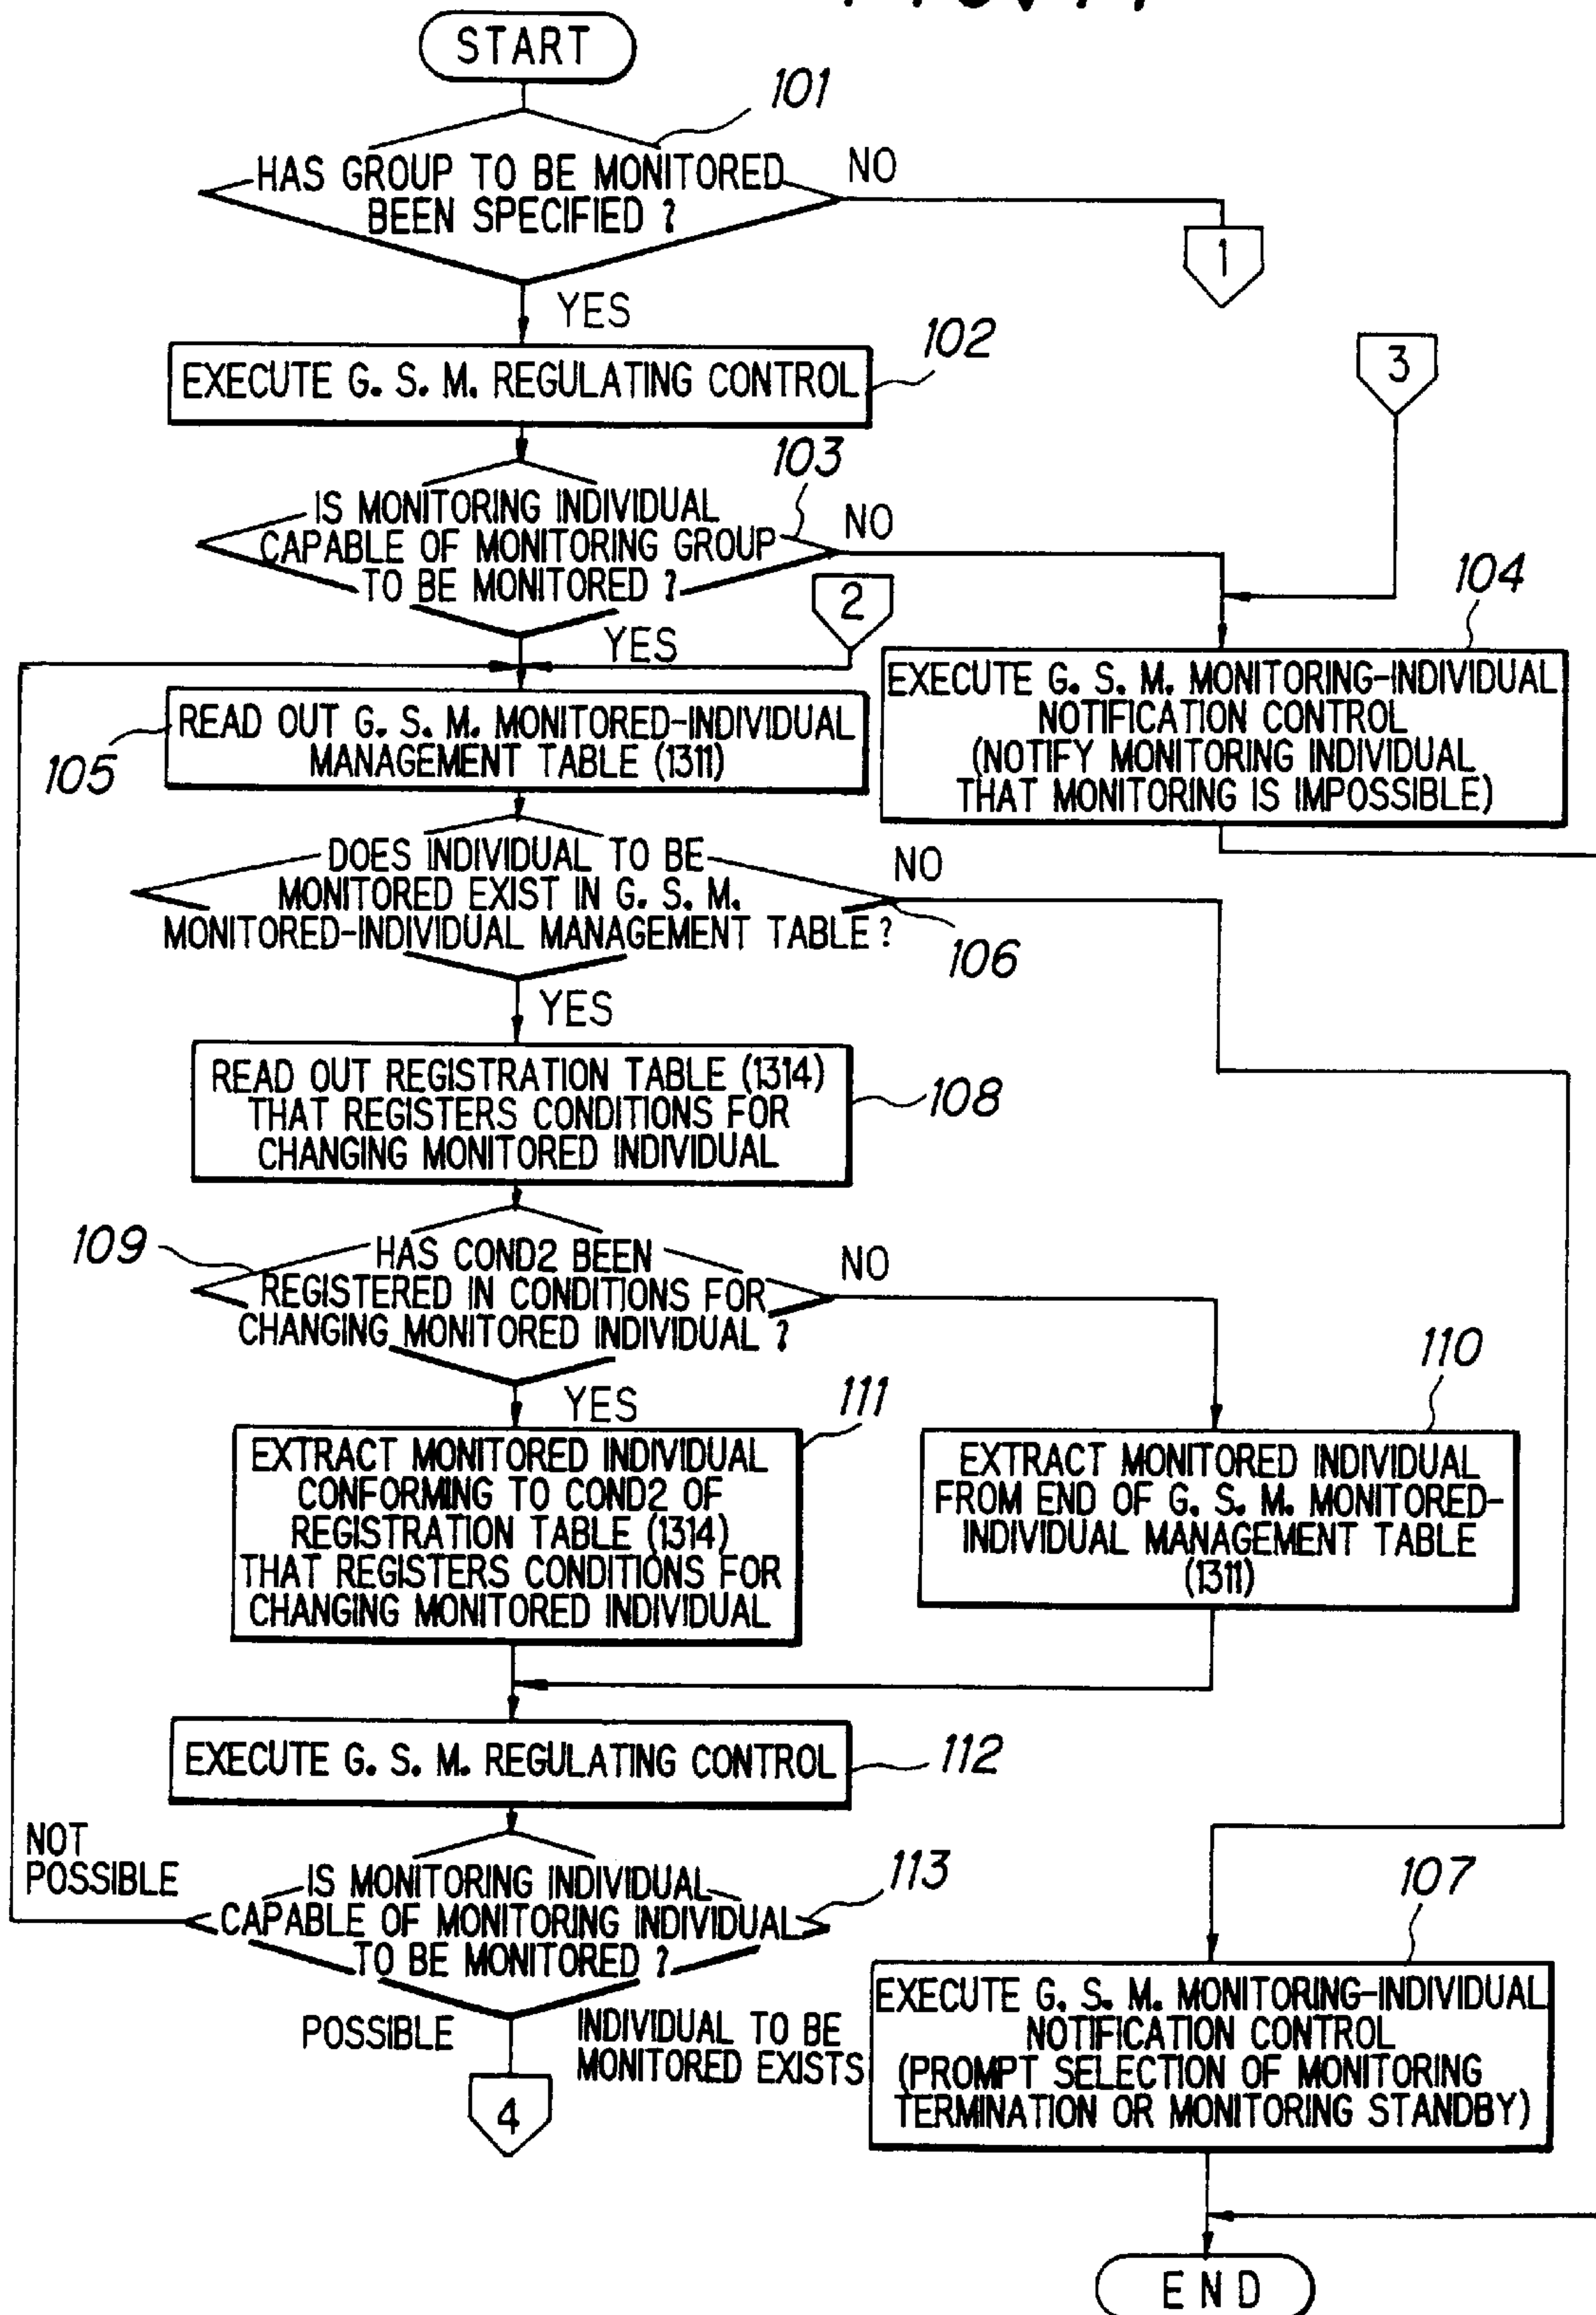 START
101
HAS GROUP TO BE MONITORED
BEEN SPECIFIED ?
NO
1
YES
102
EXECUTE G. S. M. REGULATING CONTROL
3
103
IS MONITORING INDIVIDUAL
CAPABLE OF MONITORING GROUP
TO BE MONITORED ?
NO
2
104
YES
EXECUTE G. S. M. MONITORING-INDIVIDUAL
NOTIFICATION CONTROL
(NOTIFY MONITORING INDIVIDUAL
THAT MONITORING IS IMPOSSIBLE)
105
READ OUT G. S. M. MONITORED-INDIVIDUAL
MANAGEMENT TABLE (1311)
DOES INDIVIDUAL TO BE
MONITORED EXIST IN G. S. M.
MONITORED-INDIVIDUAL MANAGEMENT TABLE ?
NO
106
YES
READ OUT REGISTRATION TABLE (1314)
THAT REGISTERS CONDITIONS FOR
CHANGING MONITORED INDIVIDUAL
108
109
HAS COND2 BEEN
REGISTERED IN CONDITIONS FOR
CHANGING MONITORED INDIVIDUAL ?
NO
110
YES
111
EXTRACT MONITORED INDIVIDUAL
CONFORMING TO COND2 OF
REGISTRATION TABLE (1314)
THAT REGISTERS CONDITIONS FOR
CHANGING MONITORED INDIVIDUAL
EXTRACT MONITORED INDIVIDUAL
FROM END OF G. S. M. MONITORED-
INDIVIDUAL MANAGEMENT TABLE
(1311)
EXECUTE G. S. M. REGULATING CONTROL
112
NOT
POSSIBLE
IS MONITORING INDIVIDUAL
CAPABLE OF MONITORING INDIVIDUAL
TO BE MONITORED ?
113
107
POSSIBLE
INDIVIDUAL TO BE
MONITORED EXISTS
4
EXECUTE G. S. M. MONITORING-INDIVIDUAL
NOTIFICATION CONTROL
(PROMPT SELECTION OF MONITORING
TERMINATION OR MONITORING STANDBY)
END